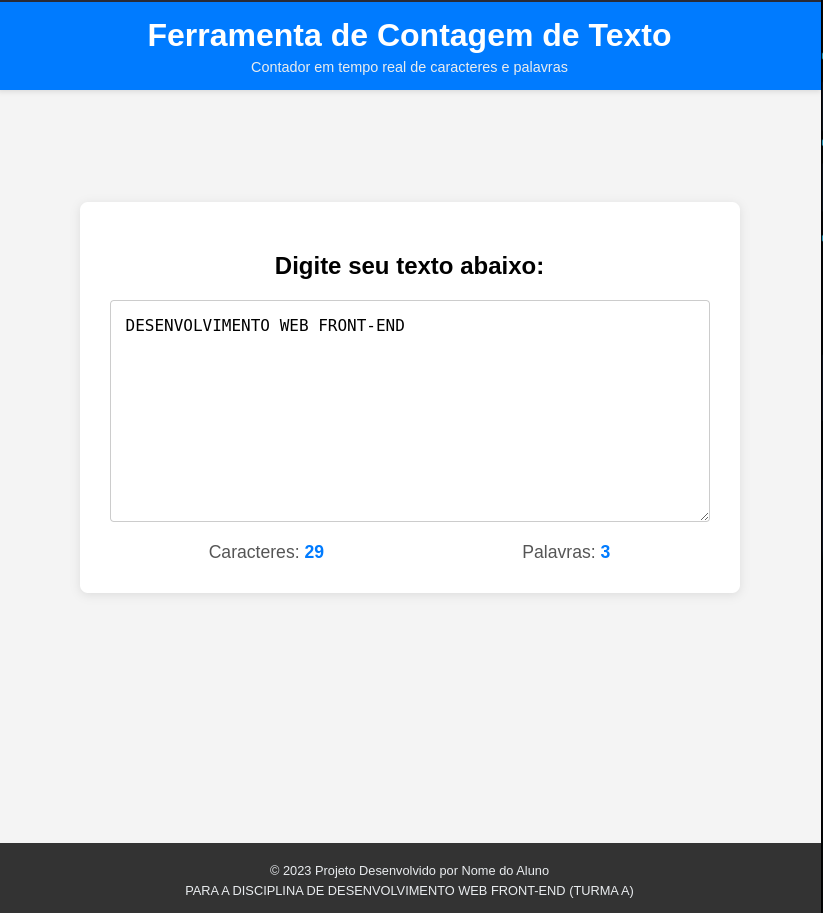 Ferramenta de Contagem de Texto
Contador em tempo real de caracteres e palavras
Digite seu texto abaixo:
DESENVOLVIMENTO WEB FRONT-END
Caracteres: 29 Palavras: 3
© 2023 Projeto Desenvolvido por Nome do Aluno
PARA A DISCIPLINA DE DESENVOLVIMENTO WEB FRONT-END (TURMA A)